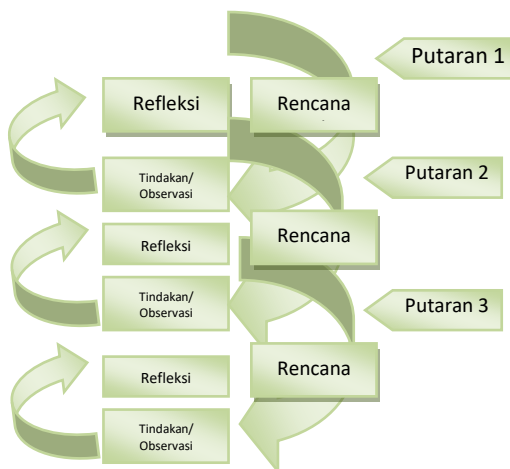 Putaran 1
Refleksi
Rencana
Tindakan/
Observasi
Putaran 2
Refleksi
Rencana
Tindakan/
Observasi
Putaran 3
Refleksi
Rencana
Tindakan/
Observasi